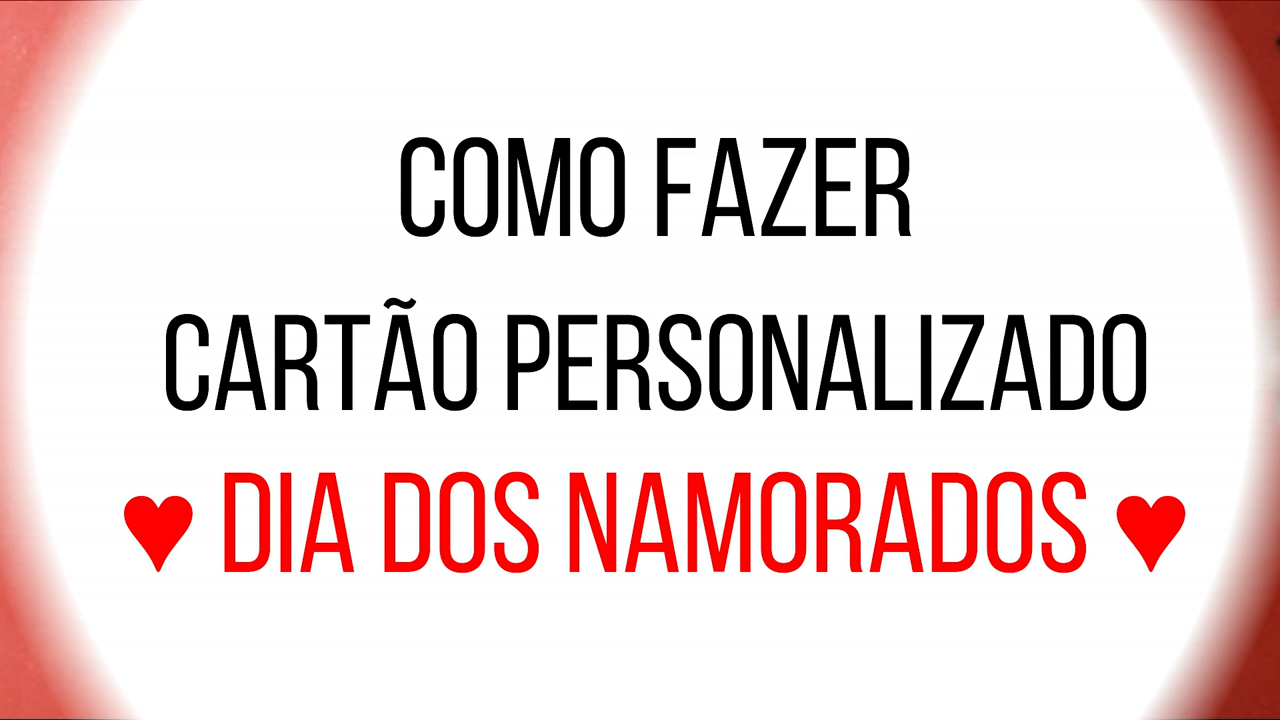 COMO FAZER
CARTÃO PERSONALIZADO
♥ DIA DOS NAMORADOS ♥